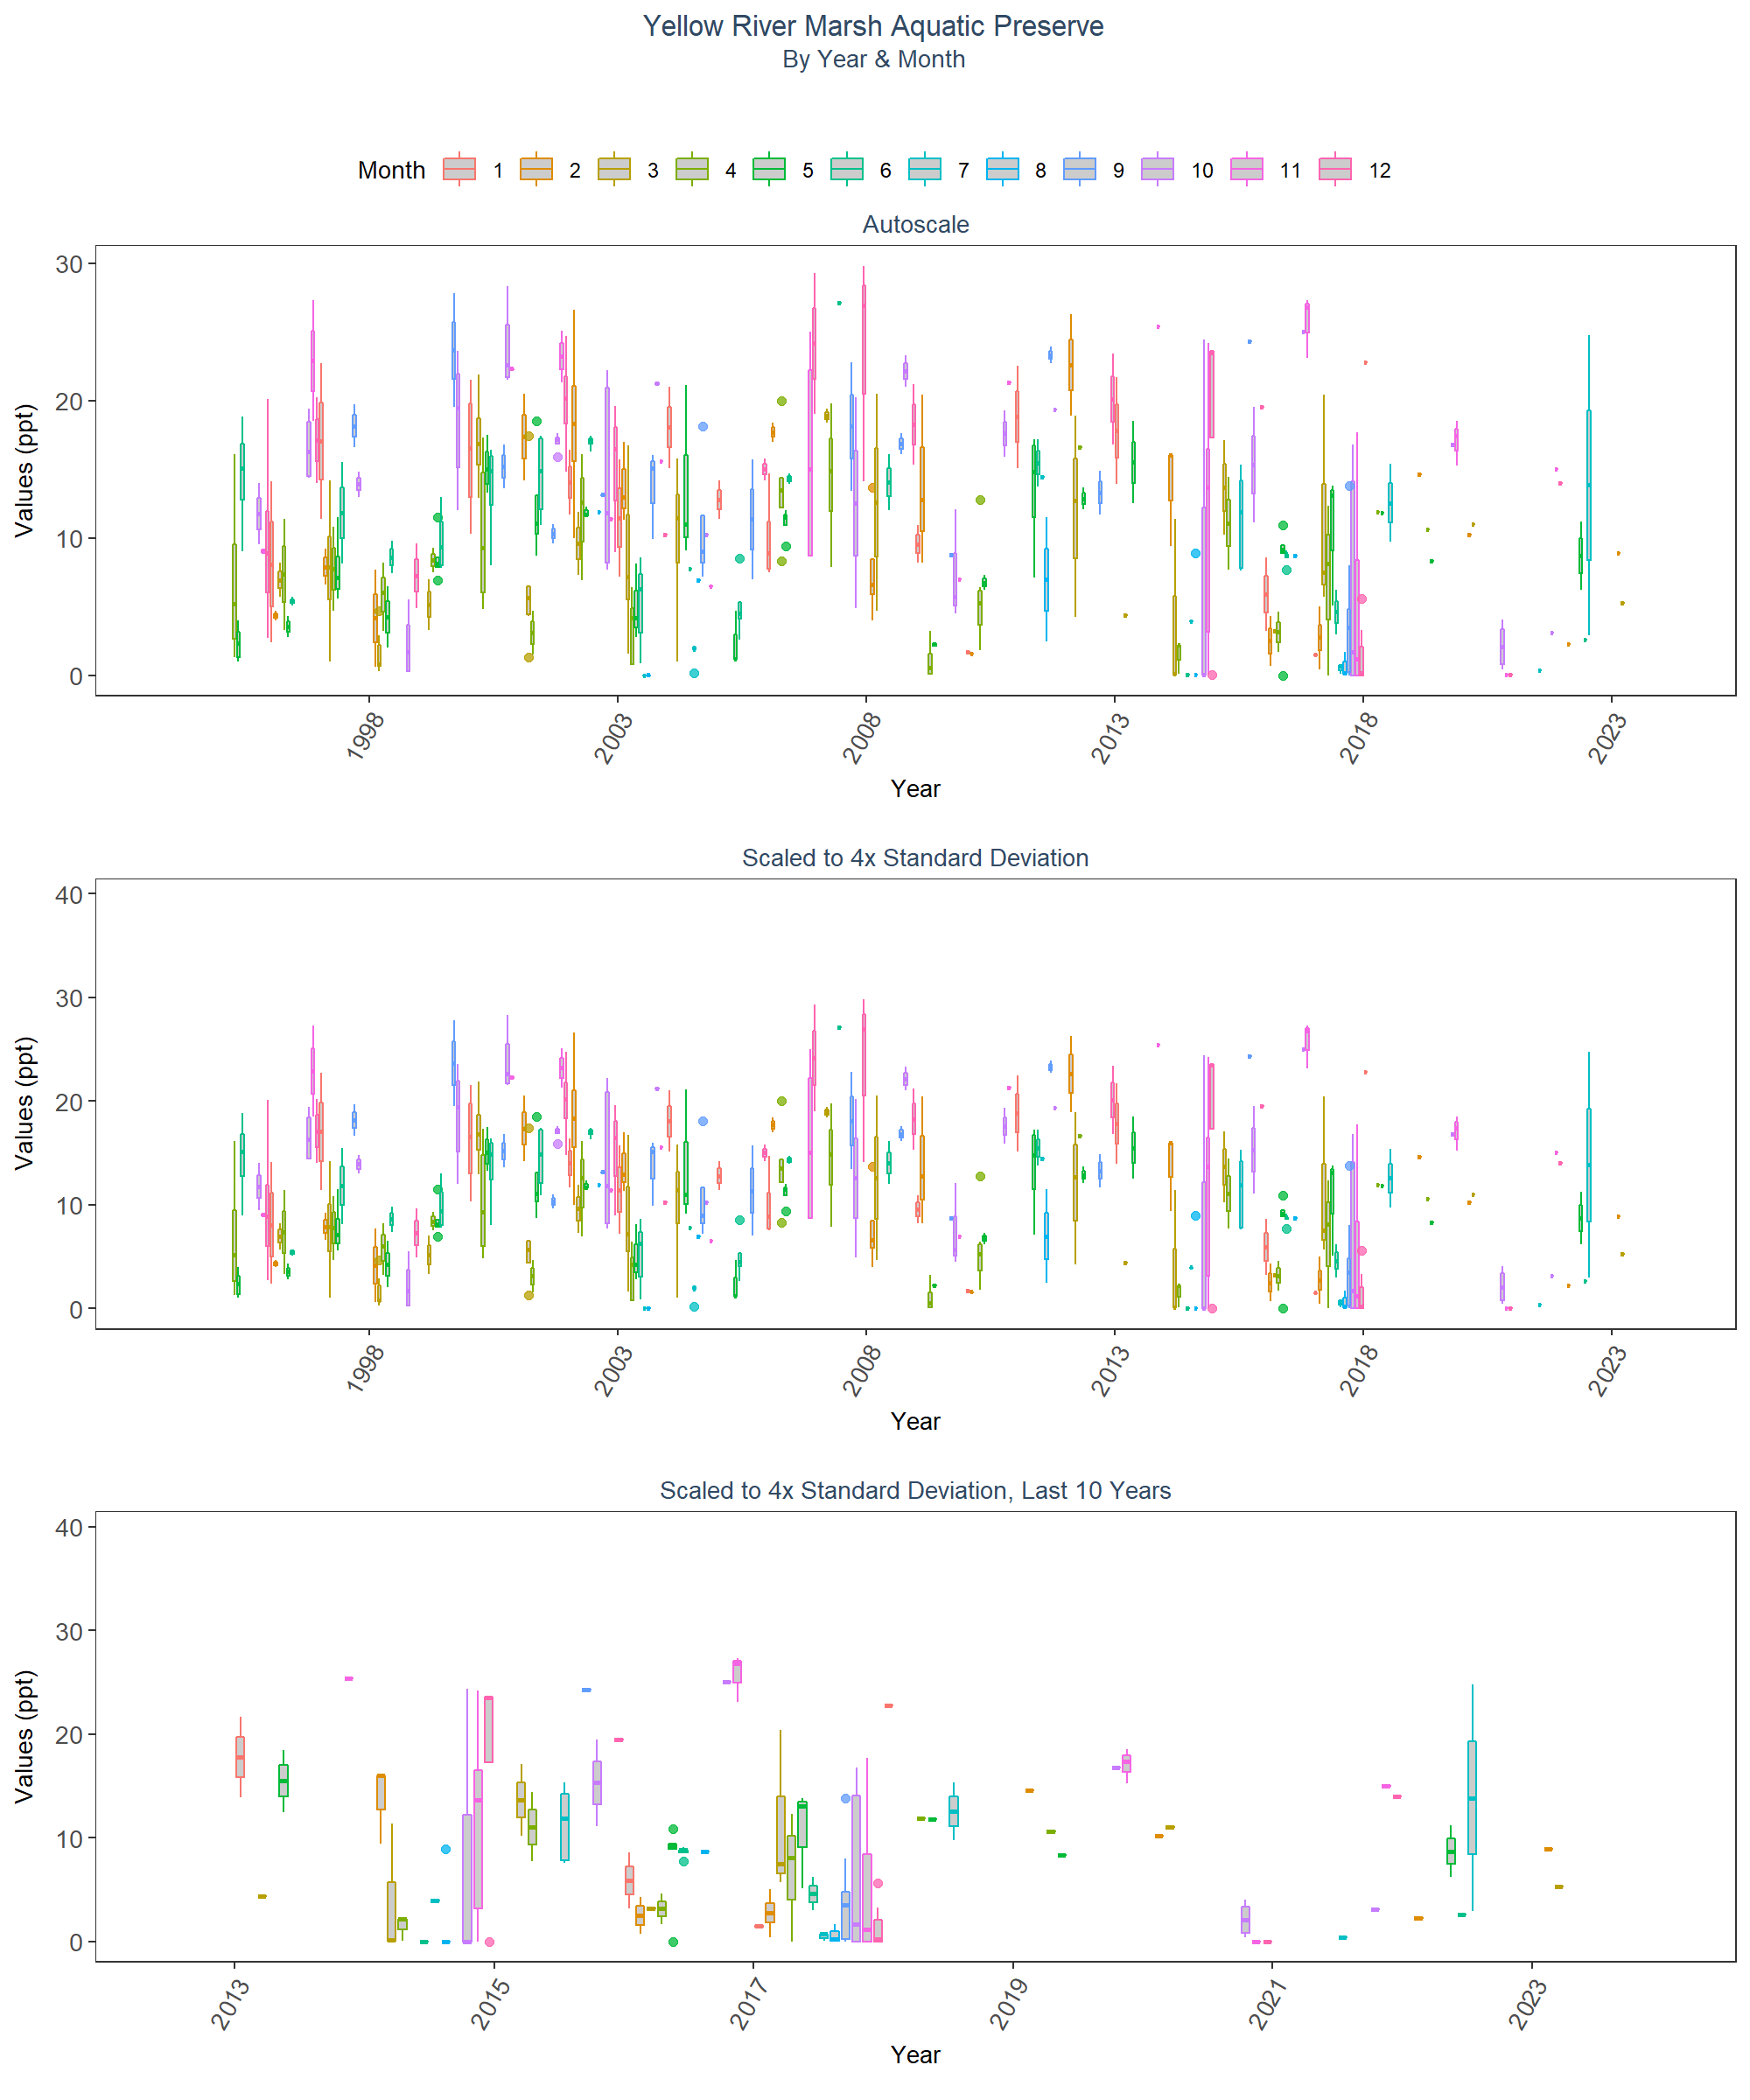 Yellow River Marsh Aquatic Preserve
By Year & Month
Month 1 2 3 4 5 6 7 8 9 10 11 12
Autoscale
Values (ppt)
30
20
10
0
1998 2003 2008 2013 2018 2023
Year
Scaled to 4x Standard Deviation
Values (ppt)
40
30
20
10
0
1998 2003 2008 2013 2018 2023
Year
Scaled to 4x Standard Deviation, Last 10 Years
Values (ppt)
40
30
20
10
0
2013 2015 2017 2019 2021 2023
Year